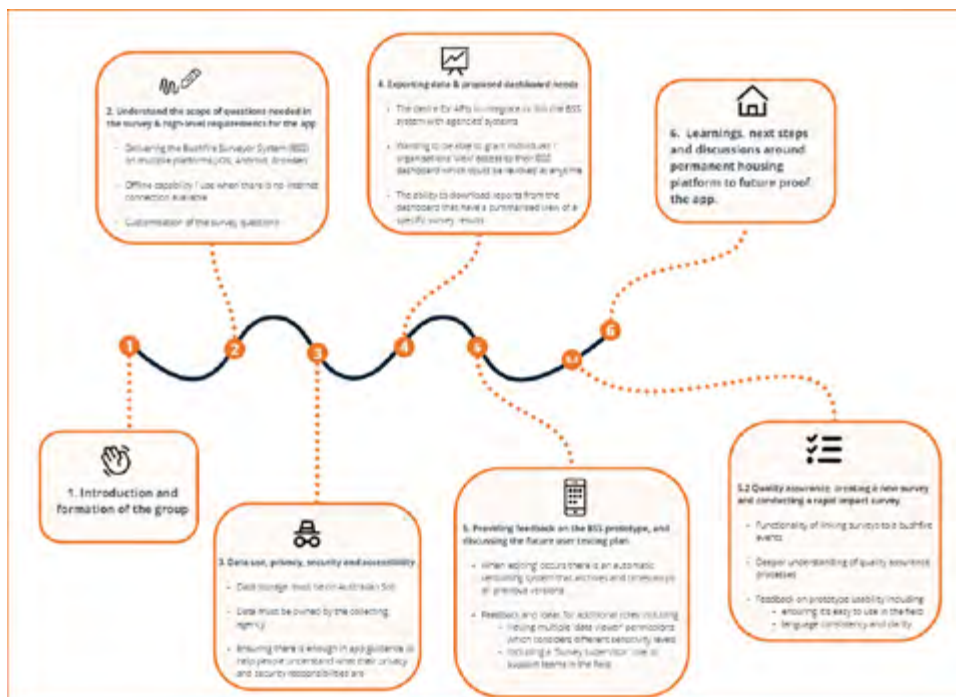 2. Understand the scope of questions needed in
the survey & high-level requirements for the app
- Delivering the Bushfire Surveyor System (BSS)
on multiple platforms, iOS, Android, Browsers
- Offline capability / use when there is no internet
connection available
- Customisation of the survey questions
4. Exporting data & proposed dashboard needs
- The desire for APIs to integrate or link the BSS
system with agencies' systems
- Wanting to be able to grant individuals /
organisations 'view' access to their BSS
dashboard which could be revoked at anytime
- The ability to download reports from the
dashboard that have a summarised view of a
specific survey results
6. Learnings, next steps
and discussions around
permanent housing
platform to future proof
the app.
1
2
3
4
5
5.2
6
1. Introduction and
formation of the group
3. Data use, privacy, security and accessibility
- Data storage must be on Australian Soil
- Data must be owned by the collecting
agency
- Ensuring there is enough in app guidance to
help people understand what their privacy
and security responsibilities are
5. Providing feedback on the BSS prototype, and
discussing the future user testing plan
- When editing occurs there is an automatic
versioning system that archives and timestamps
of previous versions
- Feedback and ideas for additional roles including
- Having multiple 'data viewer' permissions
which considers different sensitivity levels
- Including a 'Survey Supervisor' role to
support teams in the field
5.2 Quality assurance, creating a new survey
and conducting a rapid impact survey
- Functionality of linking surveys to a bushfire
events
- Deeper understanding of quality assurance
processes
- Feedback on prototype usability including
- ensuring it's easy to use in the field
- language consistency and clarity